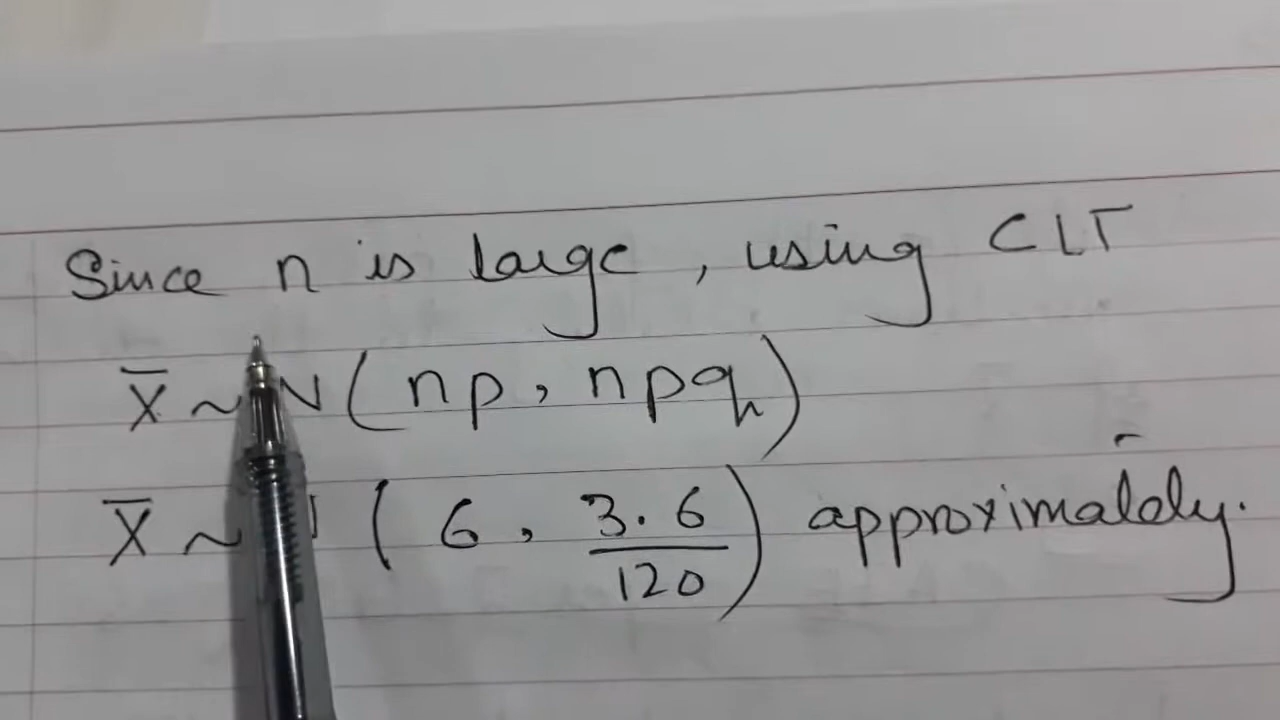 Since n is large, using CLT
X̄ ~ N( np, npq )
X̄ ~ ( 6, 3.6/120 ) approximately.